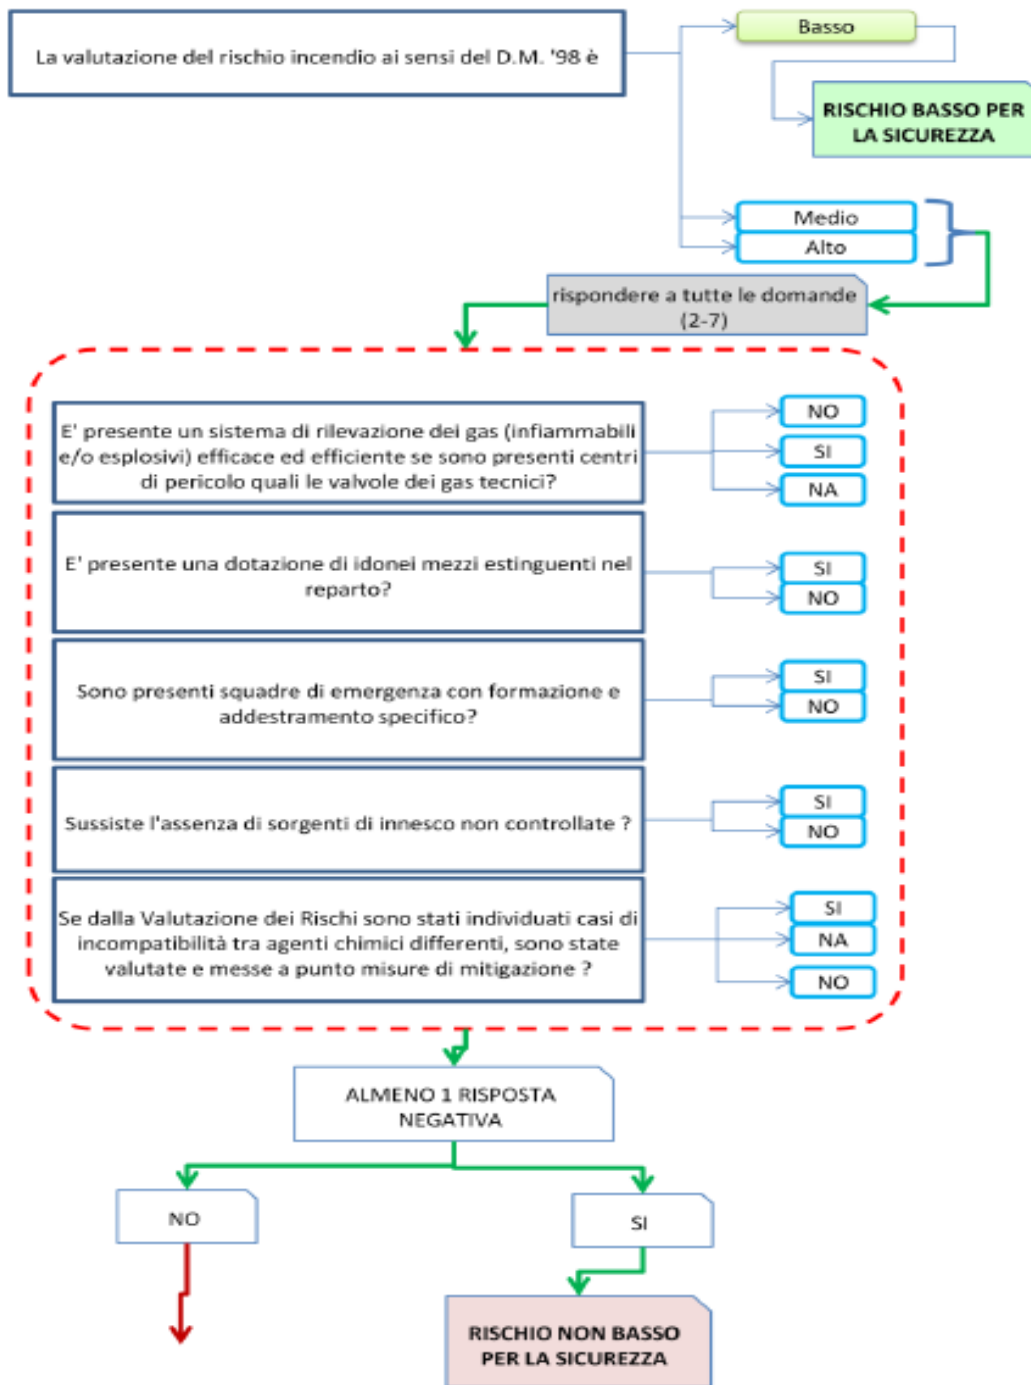 La valutazione del rischio incendio ai sensi del D.M. '98 è
Basso
RISCHIO BASSO PER
LA SICUREZZA
Medio
Alto
rispondere a tutte le domande
(2-7)
E' presente un sistema di rilevazione dei gas (infiammabili
e/o esplosivi) efficace ed efficiente se sono presenti centri
di pericolo quali le valvole dei gas tecnici?
NO
SI
NA
E' presente una dotazione di idonei mezzi estinguenti nel
reparto?
SI
NO
Sono presenti squadre di emergenza con formazione e
addestramento specifico?
SI
NO
Sussiste l'assenza di sorgenti di innesco non controllate ?
SI
NO
Se dalla Valutazione dei Rischi sono stati individuati casi di
incompatibilità tra agenti chimici differenti, sono state
valutate e messe a punto misure di mitigazione ?
SI
NA
NO
ALMENO 1 RISPOSTA
NEGATIVA
NO
SI
RISCHIO NON BASSO
PER LA SICUREZZA